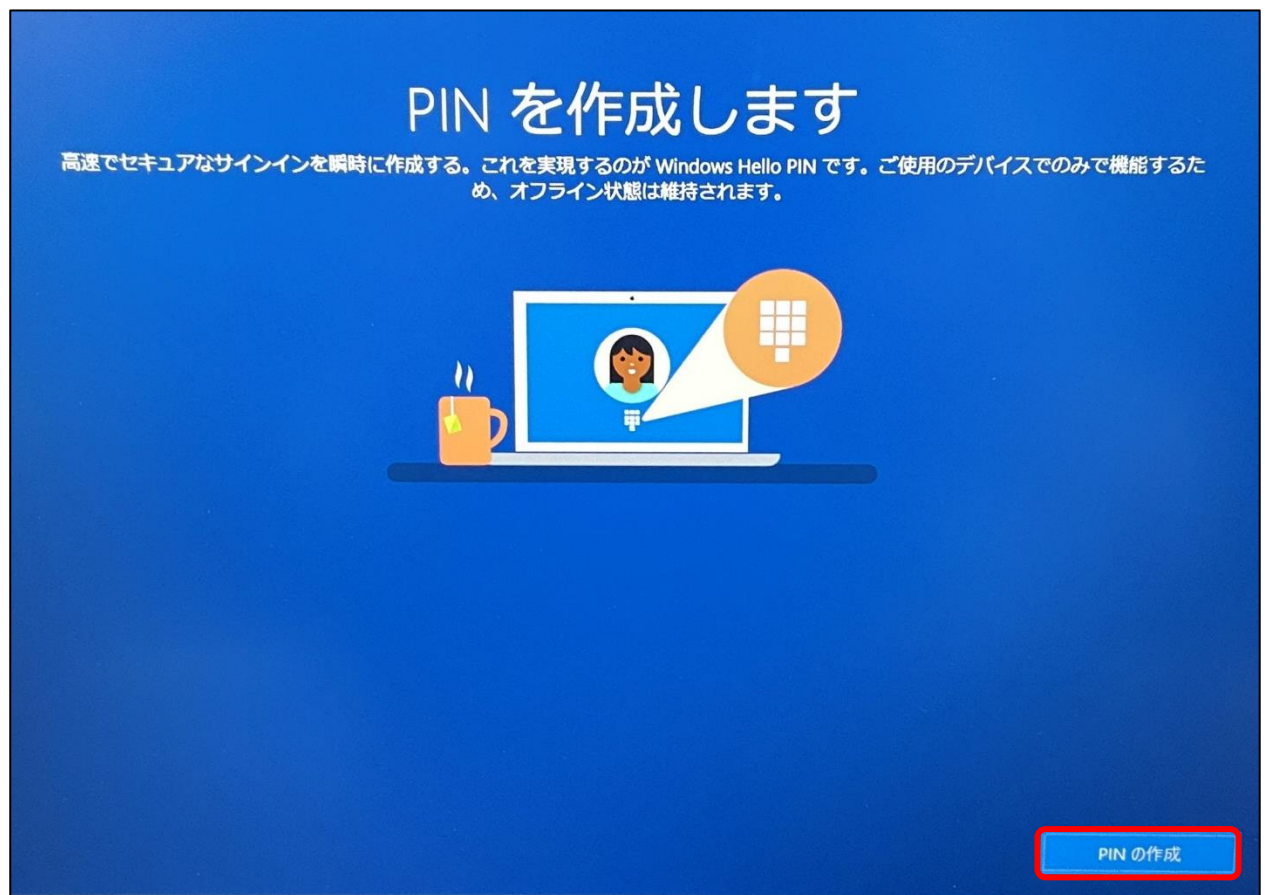 PIN を作成します
高速でセキュアなサインインを瞬時に作成する。これを実現するのが Windows Hello PIN です。ご使用のデバイスでのみで機能するた
め、オフライン状態は維持されます。
PIN の作成